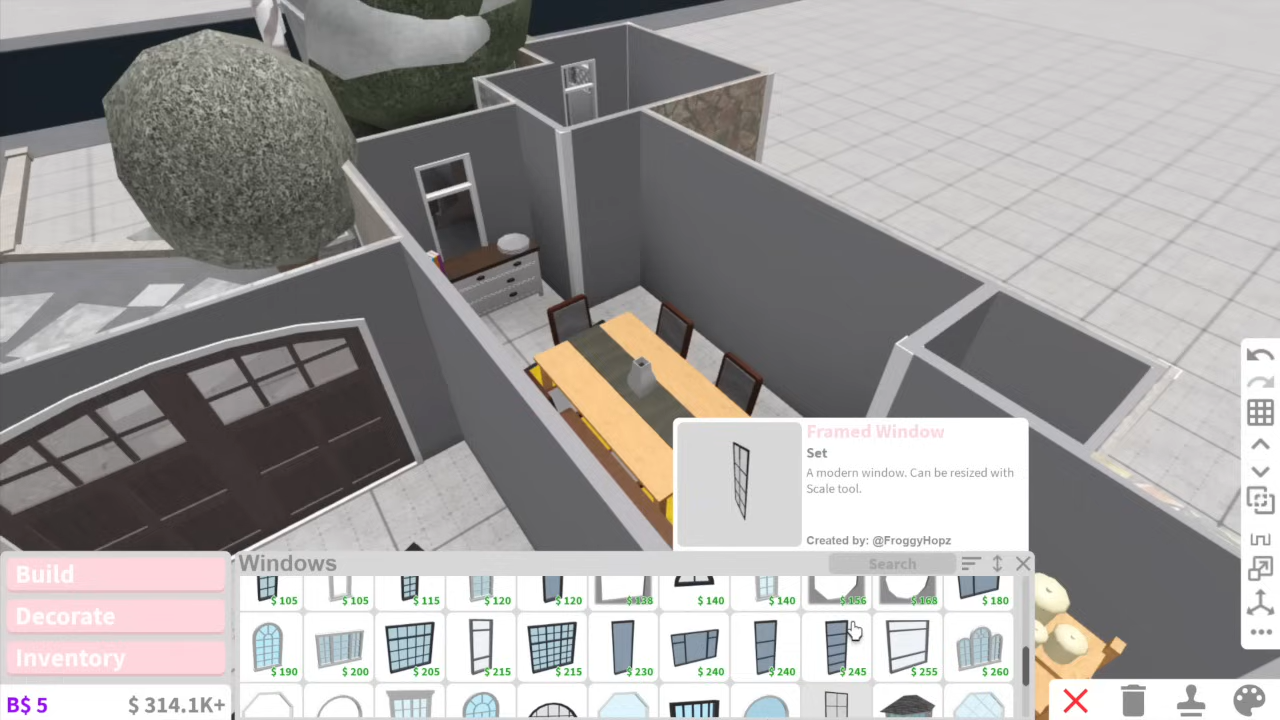 Framed Window
Set
A modern window. Can be resized with
Scale tool.
Created by: @FroggyHopz
Windows
Search
Build
$ 105 $ 105 $ 115 $ 120 $ 120 $ 138 $ 140 $ 140 $ 156 $ 168 $ 180
Decorate
Inventory
$ 190 $ 200 $ 205 $ 215 $ 215 $ 230 $ 240 $ 240 $ 245 $ 255 $ 260
B$ 5 $ 314.1K+